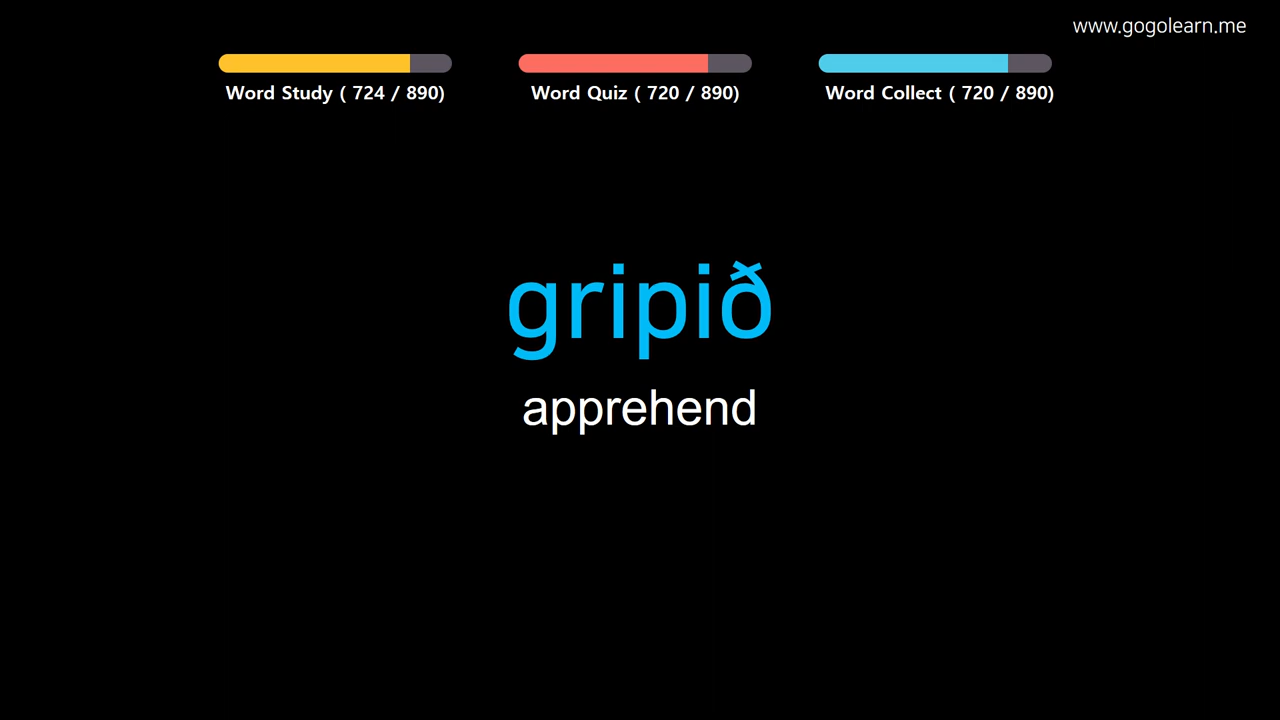 www.gogolearn.me
Word Study ( 724 / 890)
Word Quiz ( 720 / 890)
Word Collect ( 720 / 890)
gripið
apprehend